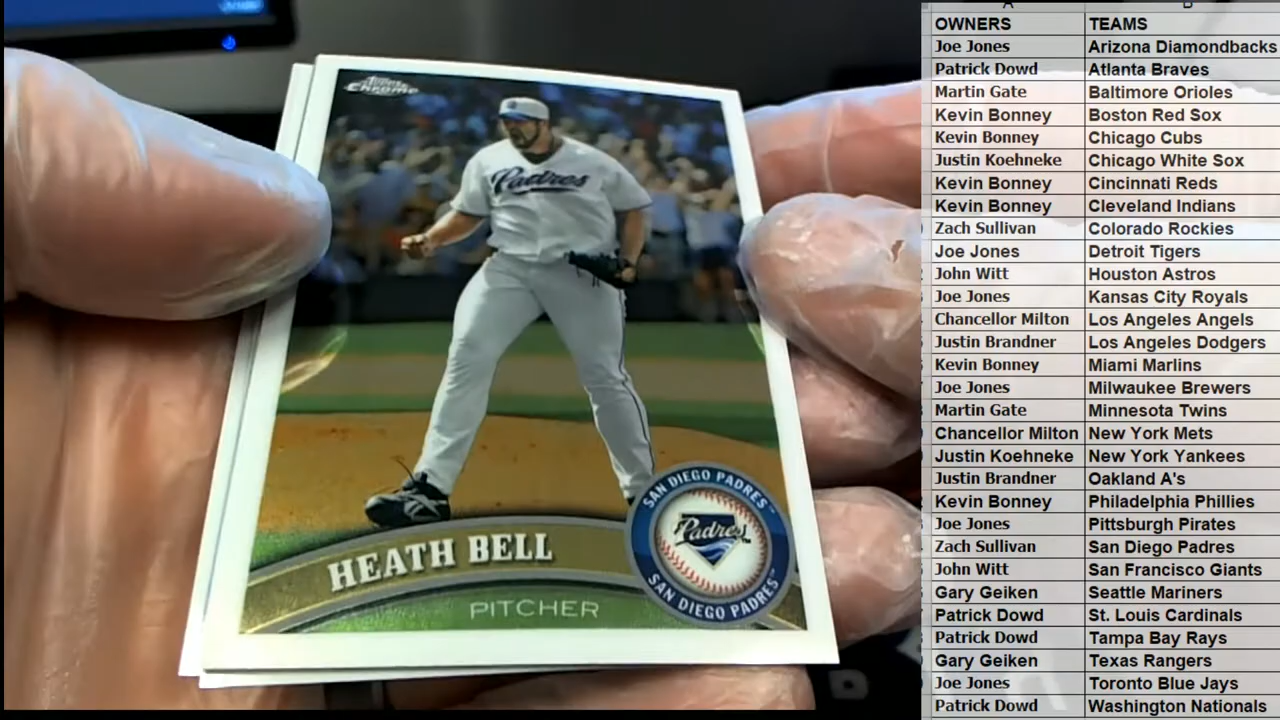 Topps
Chrome
Padres
HEATH BELL
PITCHER
SAN DIEGO PADRES
Padres
SAN DIEGO PADRES
A B
OWNERS TEAMS
Joe Jones Arizona Diamondbacks
Patrick Dowd Atlanta Braves
Martin Gate Baltimore Orioles
Kevin Bonney Boston Red Sox
Kevin Bonney Chicago Cubs
Justin Koehneke Chicago White Sox
Kevin Bonney Cincinnati Reds
Kevin Bonney Cleveland Indians
Zach Sullivan Colorado Rockies
Joe Jones Detroit Tigers
John Witt Houston Astros
Joe Jones Kansas City Royals
Chancellor Milton Los Angeles Angels
Justin Brandner Los Angeles Dodgers
Kevin Bonney Miami Marlins
Joe Jones Milwaukee Brewers
Martin Gate Minnesota Twins
Chancellor Milton New York Mets
Justin Koehneke New York Yankees
Justin Brandner Oakland A's
Kevin Bonney Philadelphia Phillies
Joe Jones Pittsburgh Pirates
Zach Sullivan San Diego Padres
John Witt San Francisco Giants
Gary Geiken Seattle Mariners
Patrick Dowd St. Louis Cardinals
Patrick Dowd Tampa Bay Rays
Gary Geiken Texas Rangers
Joe Jones Toronto Blue Jays
Patrick Dowd Washington Nationals